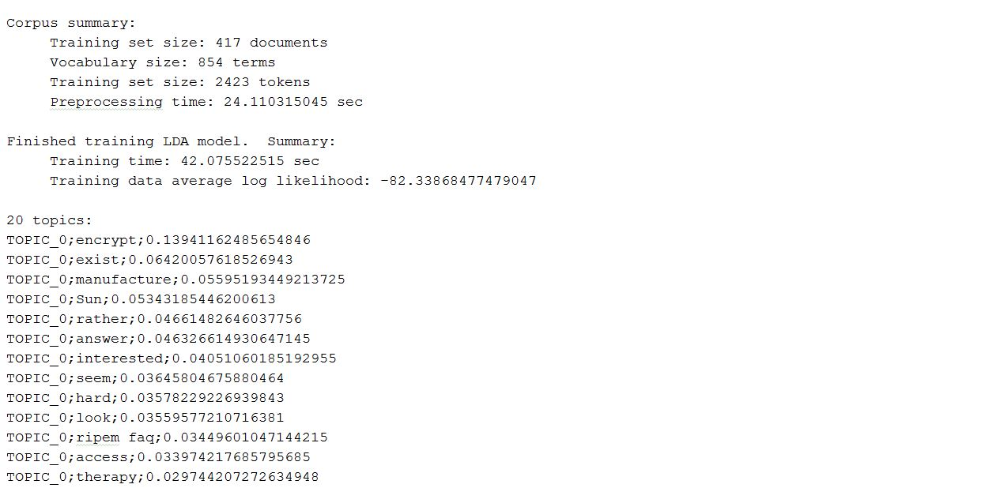 Corpus summary:
Training set size: 417 documents
Vocabulary size: 854 terms
Training set size: 2423 tokens
Preprocessing time: 24.110315045 sec
Finished training LDA model.  Summary:
Training time: 42.075522515 sec
Training data average log likelihood: -82.33868477479047
20 topics:
TOPIC_0;encrypt;0.13941162485654846
TOPIC_0;exist;0.06420057618526943
TOPIC_0;manufacture;0.05595193449213725
TOPIC_0;Sun;0.05343185446200613
TOPIC_0;rather;0.04661482646037756
TOPIC_0;answer;0.046326614930647145
TOPIC_0;interested;0.04051060185192955
TOPIC_0;seem;0.03645804675880464
TOPIC_0;hard;0.03578229226939843
TOPIC_0;look;0.03559577210716381
TOPIC_0;ripem faq;0.03449601047144215
TOPIC_0;access;0.033974217685795685
TOPIC_0;therapy;0.029744207272634948